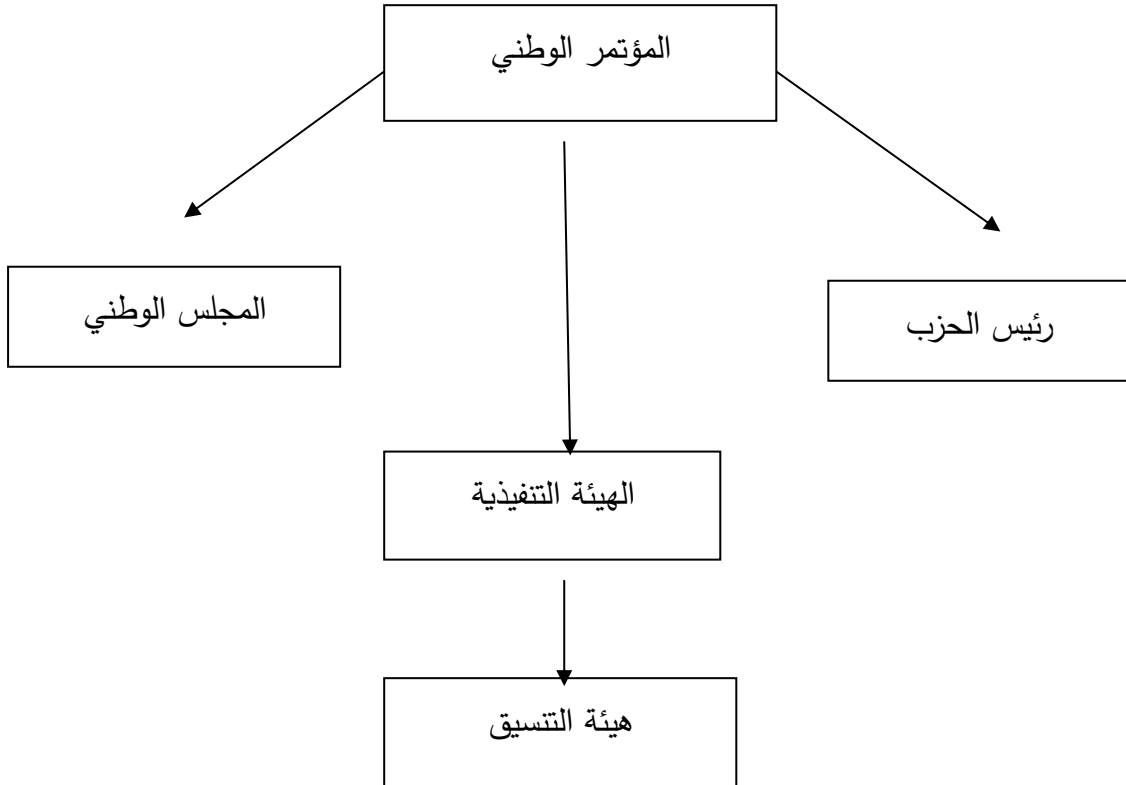 المؤتمر الوطني
رئيس الحزب
المجلس الوطني
الهيئة التنفيذية
هيئة التنسيق